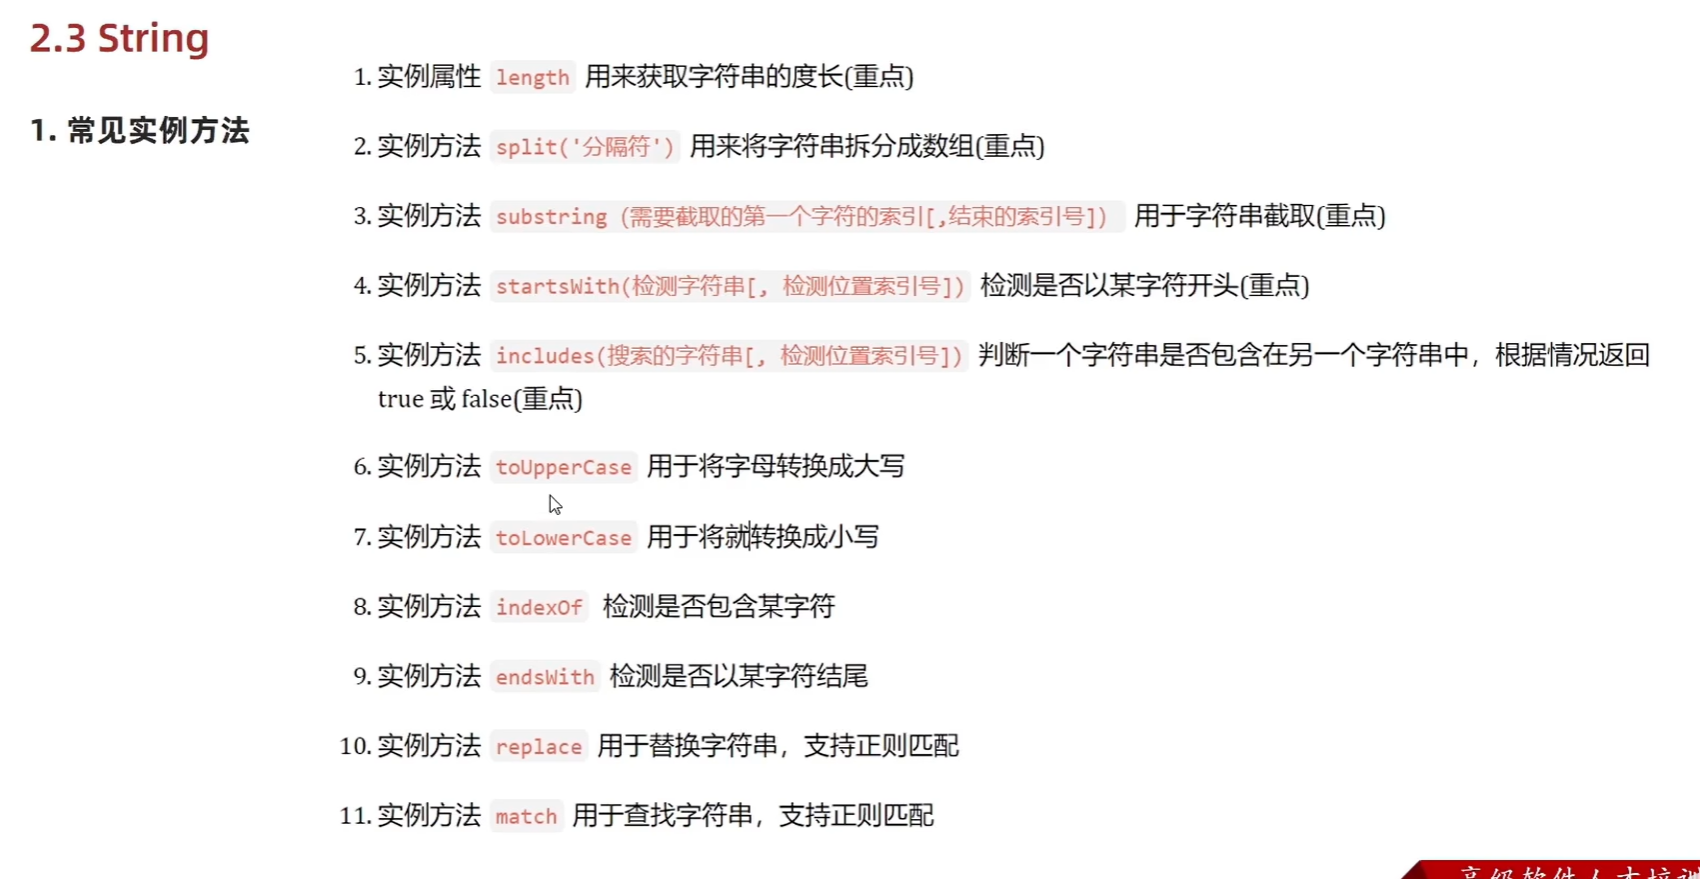 2.3 String
1. 常见实例方法
1. 实例属性 length 用来获取字符串的度长(重点)
2. 实例方法 split('分隔符') 用来将字符串拆分成数组(重点)
3. 实例方法 substring（需要截取的第一个字符的索引[,结束的索引号]） 用于字符串截取(重点)
4. 实例方法 startsWith(检测字符串[, 检测位置索引号]) 检测是否以某字符开头(重点)
5. 实例方法 includes(搜索的字符串[, 检测位置索引号]) 判断一个字符串是否包含在另一个字符串中，根据情况返回
true 或 false(重点)
6. 实例方法 toUpperCase 用于将字母转换成大写
7. 实例方法 toLowerCase 用于将就转换成小写
8. 实例方法 indexOf 检测是否包含某字符
9. 实例方法 endsWith 检测是否以某字符结尾
10. 实例方法 replace 用于替换字符串，支持正则匹配
11. 实例方法 match 用于查找字符串，支持正则匹配
高级软件人才培训